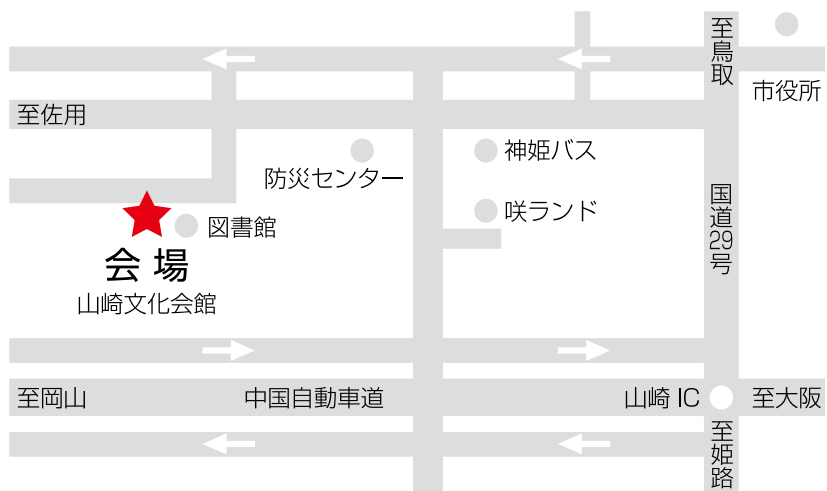 至鳥取
市役所
至佐用
神姫バス
防災センター
国道29号
咲ランド
図書館
会場
山崎文化会館
至岡山
中国自動車道
山崎IC
至大阪
至姫路